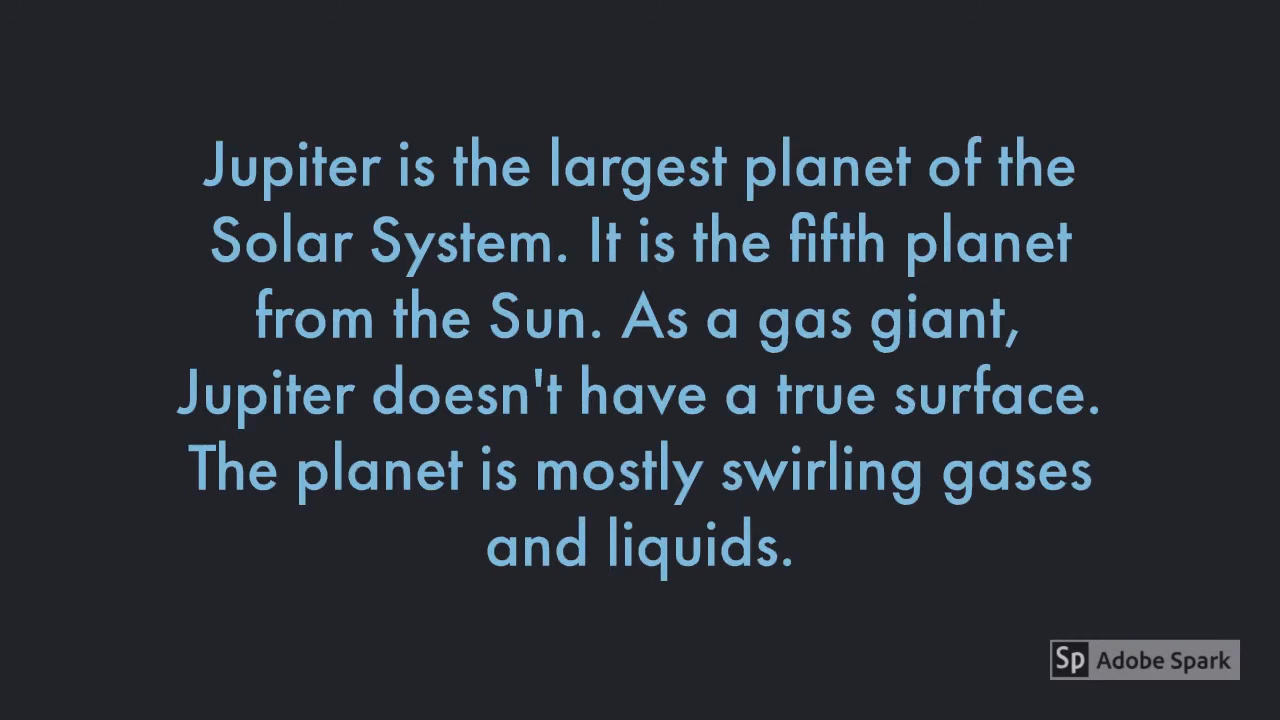 Jupiter is the largest planet of the
Solar System. It is the fifth planet
from the Sun. As a gas giant,
Jupiter doesn't have a true surface.
The planet is mostly swirling gases
and liquids.
Sp Adobe Spark